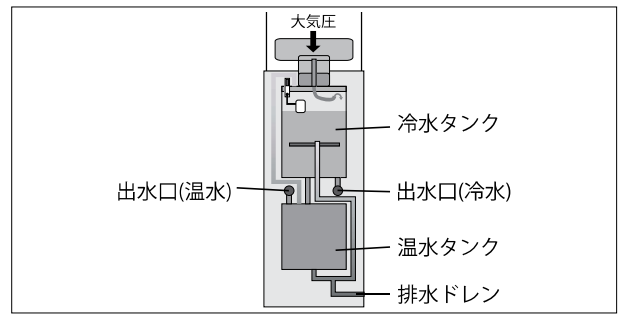 大気圧
冷水タンク
出水口(温水)
出水口(冷水)
温水タンク
排水ドレン